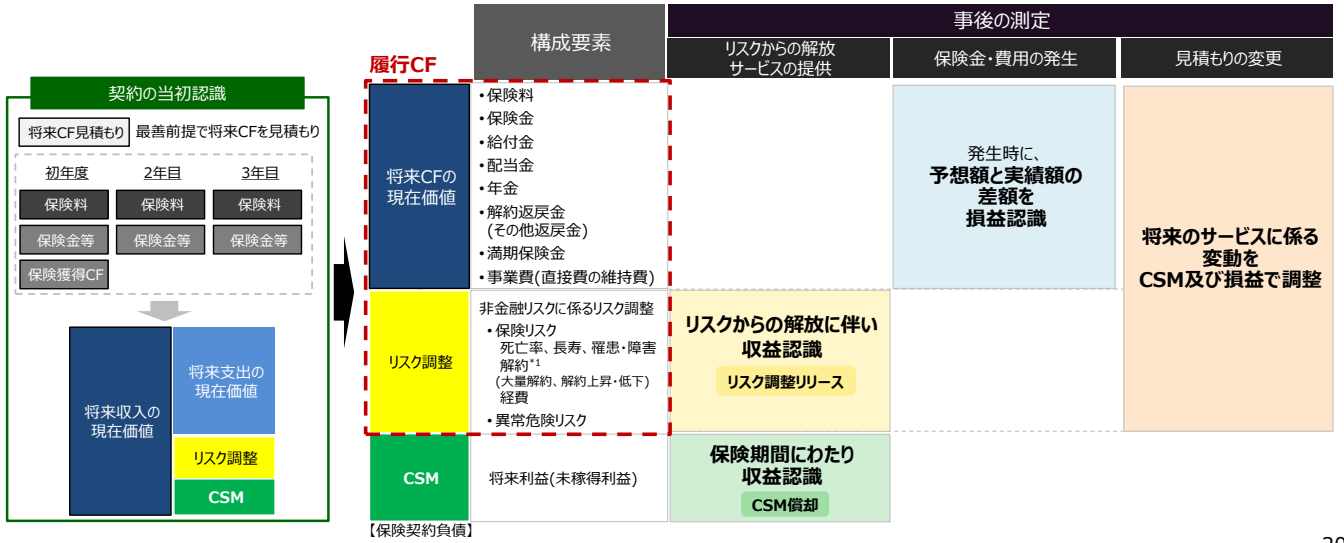 契約の当初認識
将来CF見積もり 最善前提で将来CFを見積もり
初年度 2年目 3年目
保険料 保険料 保険料
保険金等 保険金等 保険金等
保険獲得CF
将来収入の
現在価値
将来支出の
現在価値
リスク調整
CSM
履行CF
構成要素
事後の測定
リスクからの解放
サービスの提供
保険金・費用の発生
見積もりの変更
将来CFの
現在価値
・保険料
・保険金
・給付金
・配当金
・年金
・解約返戻金
(その他返戻金)
・満期保険金
・事業費(直接費の維持費)
発生時に、
予想額と実績額の
差額を
損益認識
将来のサービスに係る
変動を
CSM及び損益で調整
リスク調整
非金融リスクに係るリスク調整
・保険リスク
死亡率、長寿、罹患・障害
解約*1
(大量解約、解約上昇・低下)
経費
・異常危険リスク
リスクからの解放に伴い
収益認識
リスク調整リリース
CSM
将来利益(未稼得利益)
保険期間にわたり
収益認識
CSM償却
【保険契約負債】